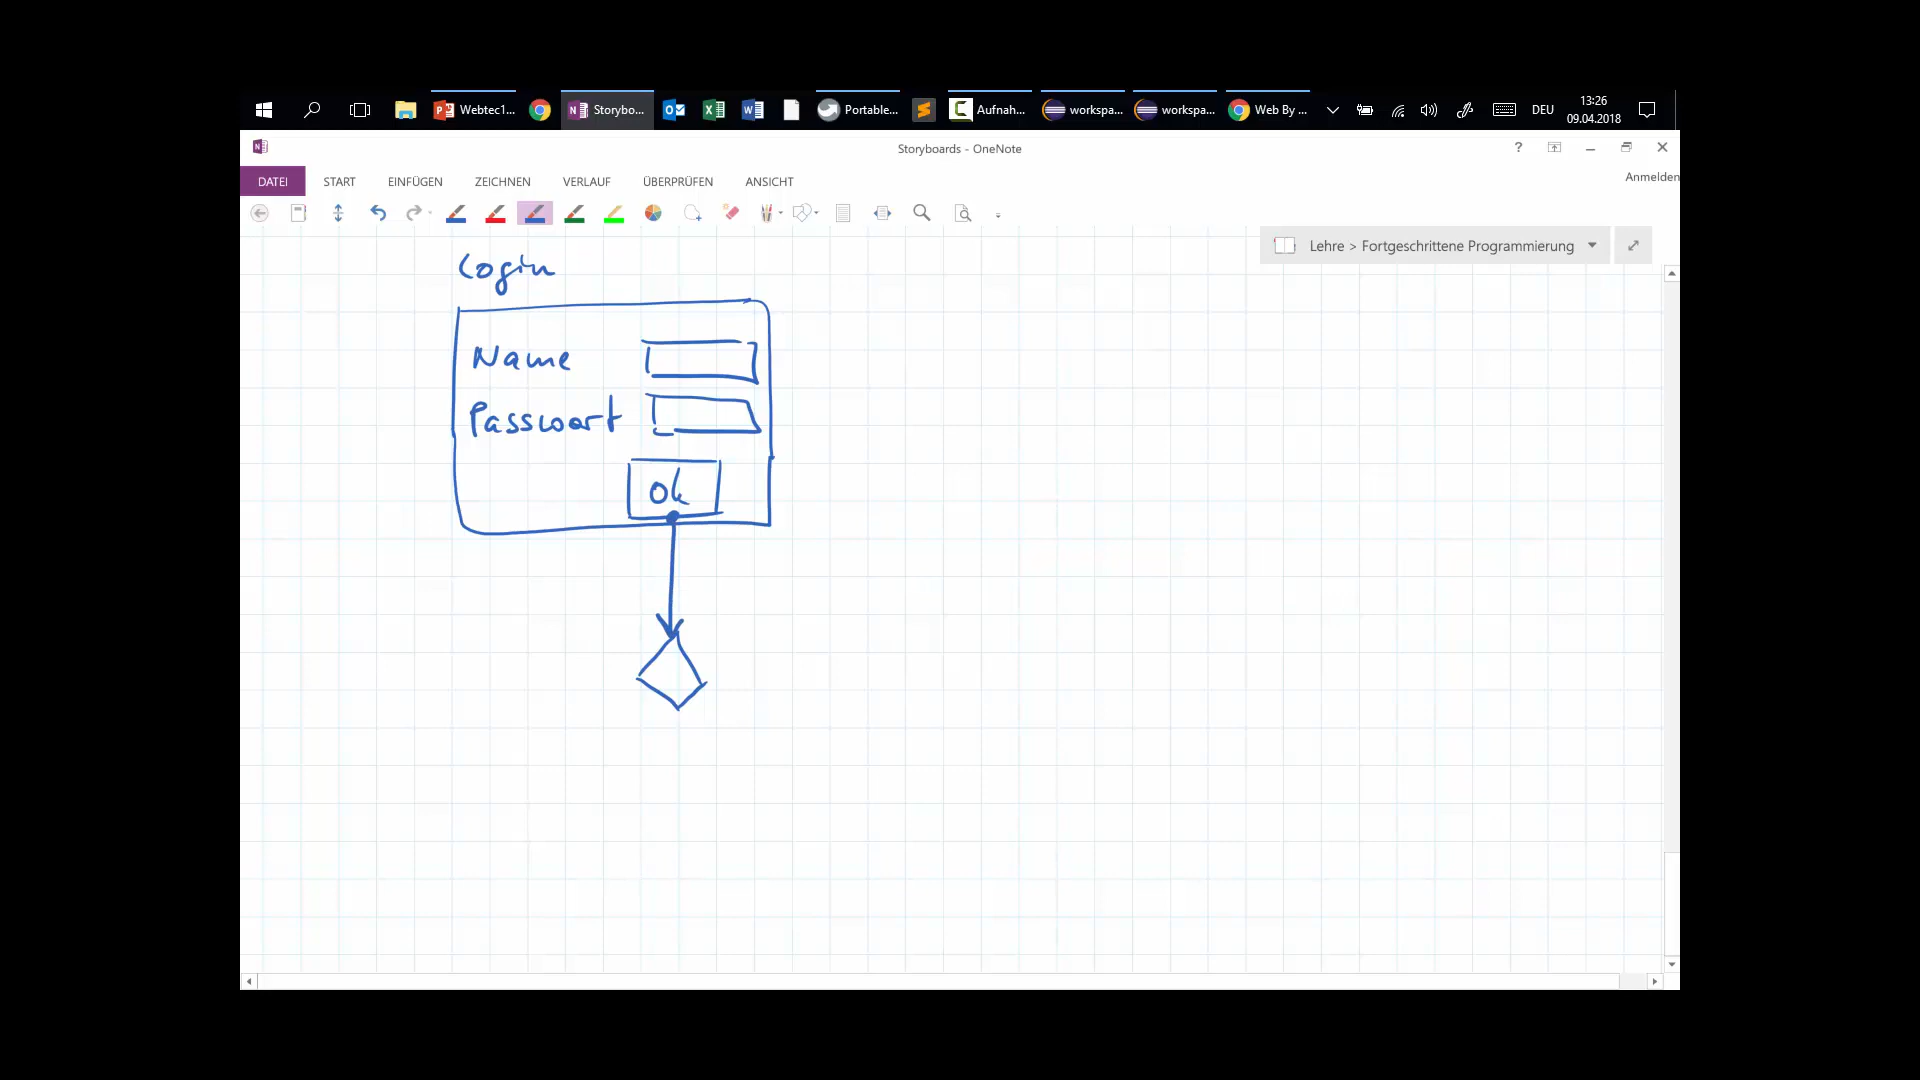 Webtec1...
Storybo...
Portable...
Aufnah...
workspa...
workspa...
Web By ...
DEU
13:26
09.04.2018
Storyboards - OneNote
?
Anmelden
DATEI
START
EINFÜGEN
ZEICHNEN
VERLAUF
ÜBERPRÜFEN
ANSICHT
Lehre > Fortgeschrittene Programmierung
Login
Name
Passwort
Ok